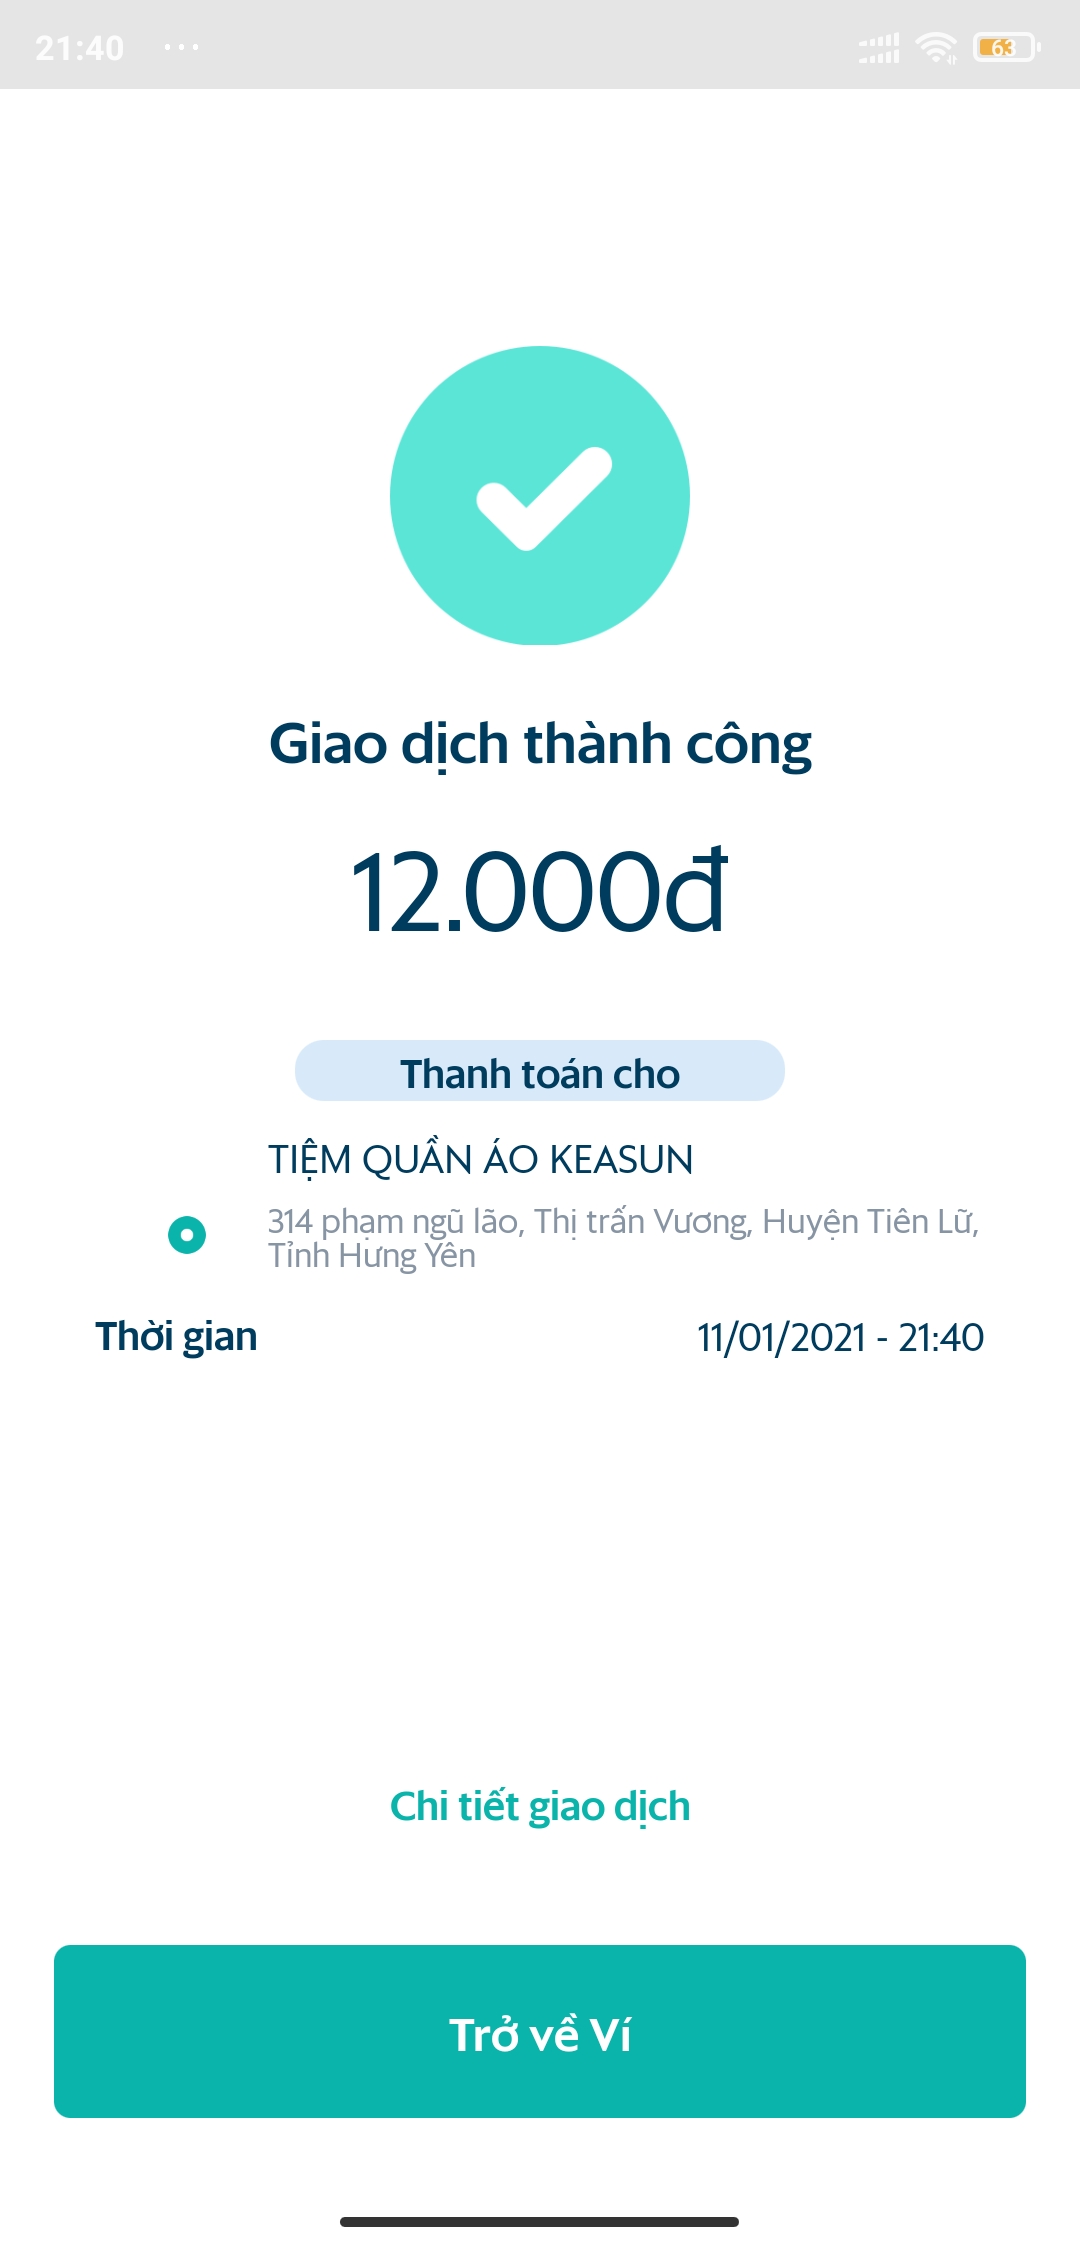 21:40 ...
63
Giao dịch thành công
12.000đ
Thanh toán cho
TIỆM QUẦN ÁO KEASUN
314 phạm ngũ lão, Thị trấn Vương, Huyện Tiên Lữ,
Tỉnh Hưng Yên
Thời gian 11/01/2021 - 21:40
Chi tiết giao dịch
Trở về Ví